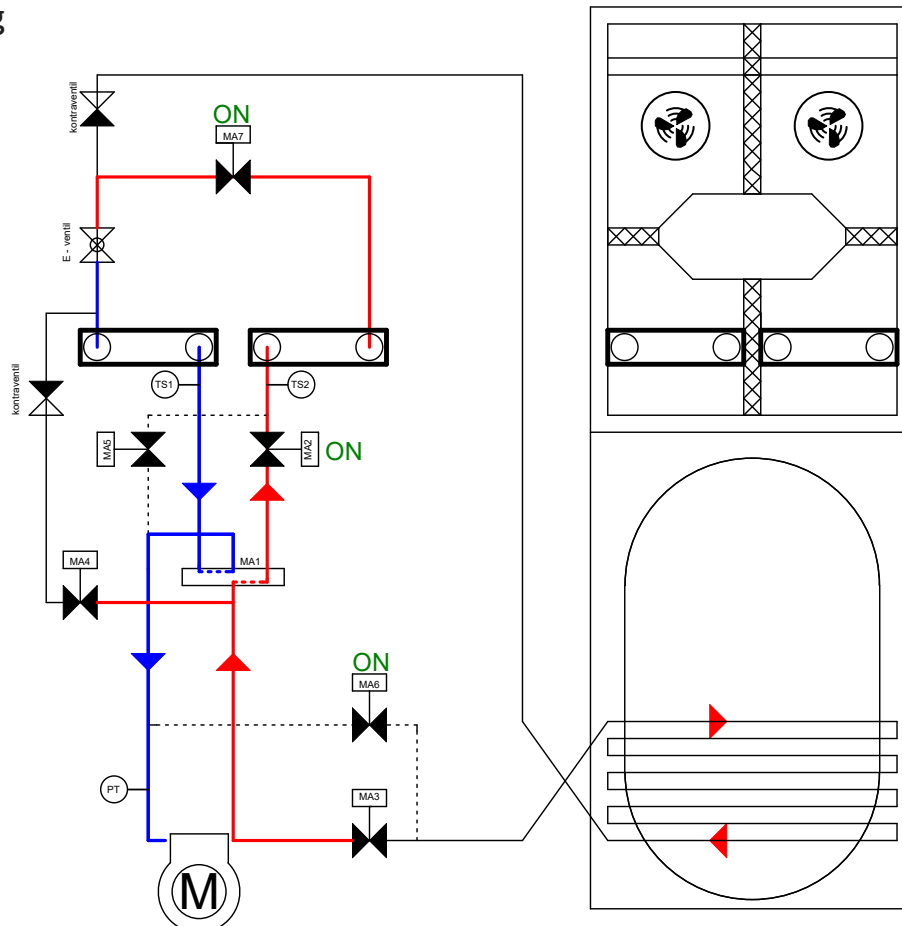 g
kontraventil
ON
MA7
E - ventil
kontraventil
TS1
TS2
MA5
MA2
ON
MA1
MA4
ON
MA6
PT
MA3
M